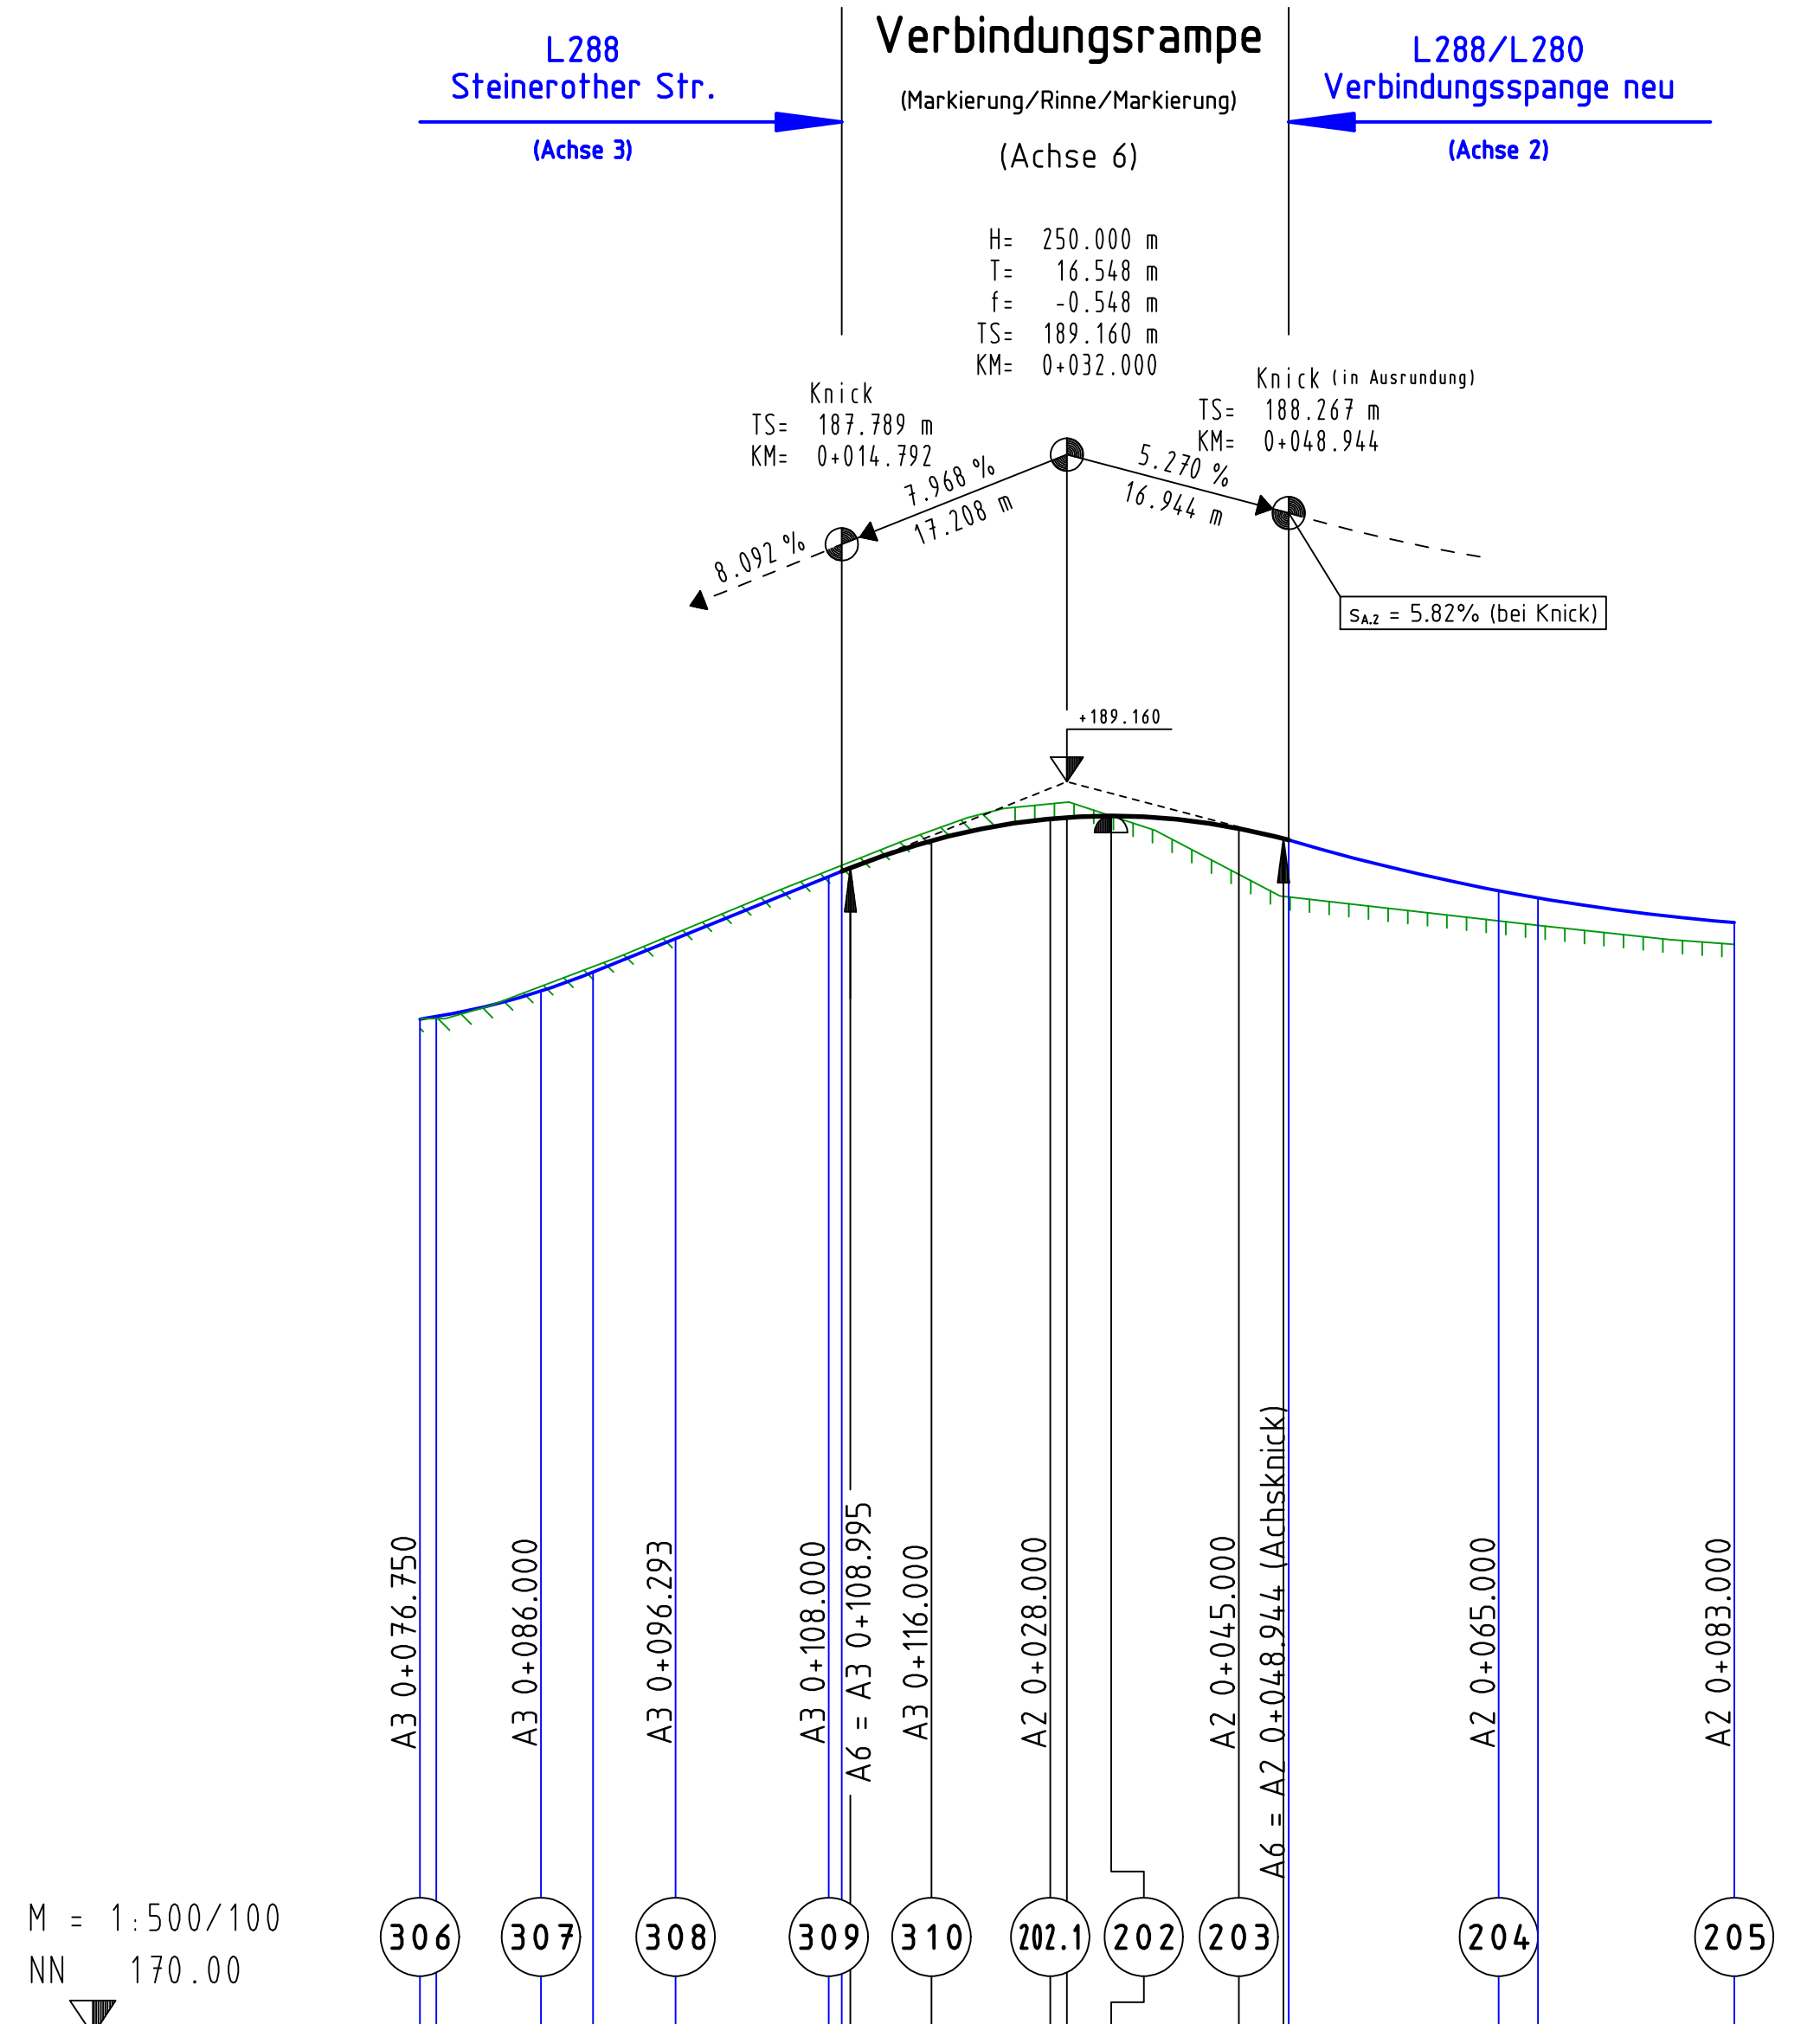 L288
Steinerother Str.
(Achse 3)
Verbindungsrampe
(Markierung/Rinne/Markierung)
(Achse 6)
L288/L280
Verbindungsspange neu
(Achse 2)
H= 250.000 m
T= 16.548 m
f= -0.548 m
TS= 189.160 m
KM= 0+032.000
Knick
TS= 187.789 m
KM= 0+014.792
Knick (in Ausrundung)
TS= 188.267 m
KM= 0+048.944
8.092 %
7.968 %
17.208 m
5.270 %
16.944 m
sA.2 = 5.82% (bei Knick)
+189.160
A3 0+076.750
A3 0+086.000
A3 0+096.293
A3 0+108.000
A6 = A3 0+108.995
A3 0+116.000
A2 0+028.000
A2 0+045.000
A6 = A2 0+048.944 (Achsknick)
A2 0+065.000
A2 0+083.000
M = 1:500/100
NN 170.00
306 307 308 309 310 202.1 202 203 204 205